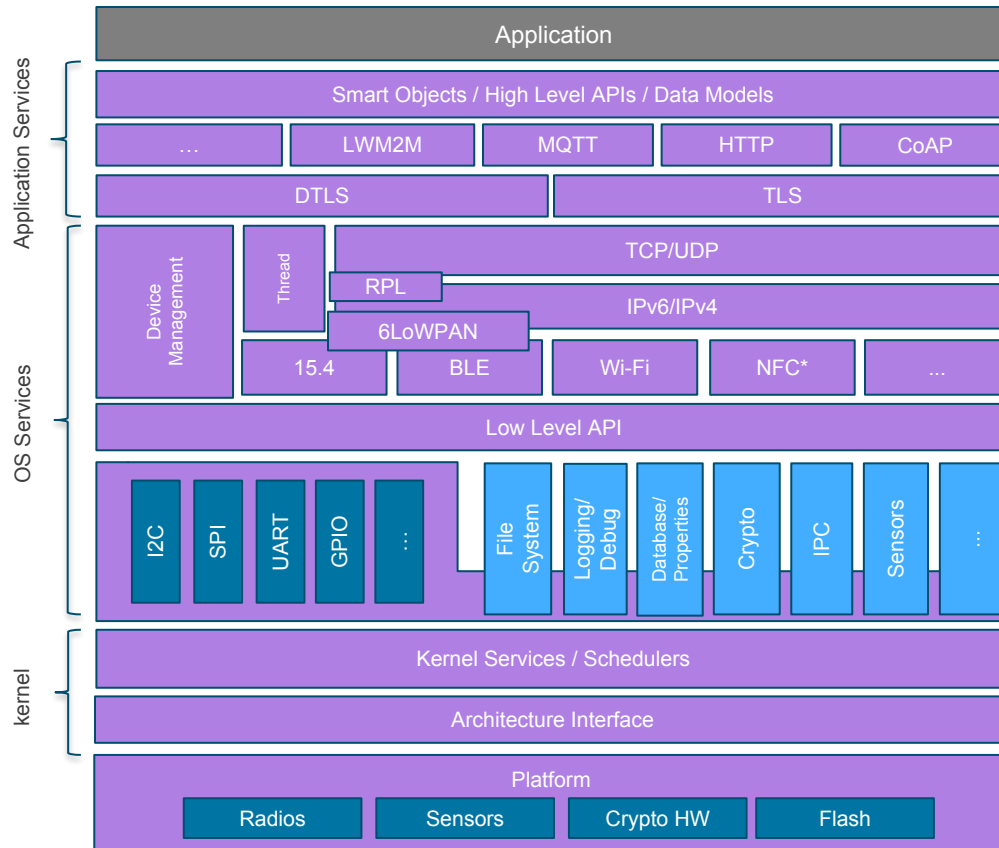 Application
Application Services
Smart Objects / High Level APIs / Data Models
… LWM2M MQTT HTTP CoAP
DTLS TLS
OS Services
Device
Management
Thread
TCP/UDP
RPL
IPv6/IPv4
6LoWPAN
15.4 BLE Wi-Fi NFC* ...
Low Level API
I2C
SPI
UART
GPIO
…
File
System
Logging/
Debug
Database/
Properties
Crypto
IPC
Sensors
…
kernel
Kernel Services / Schedulers
Architecture Interface
Platform
Radios Sensors Crypto HW Flash